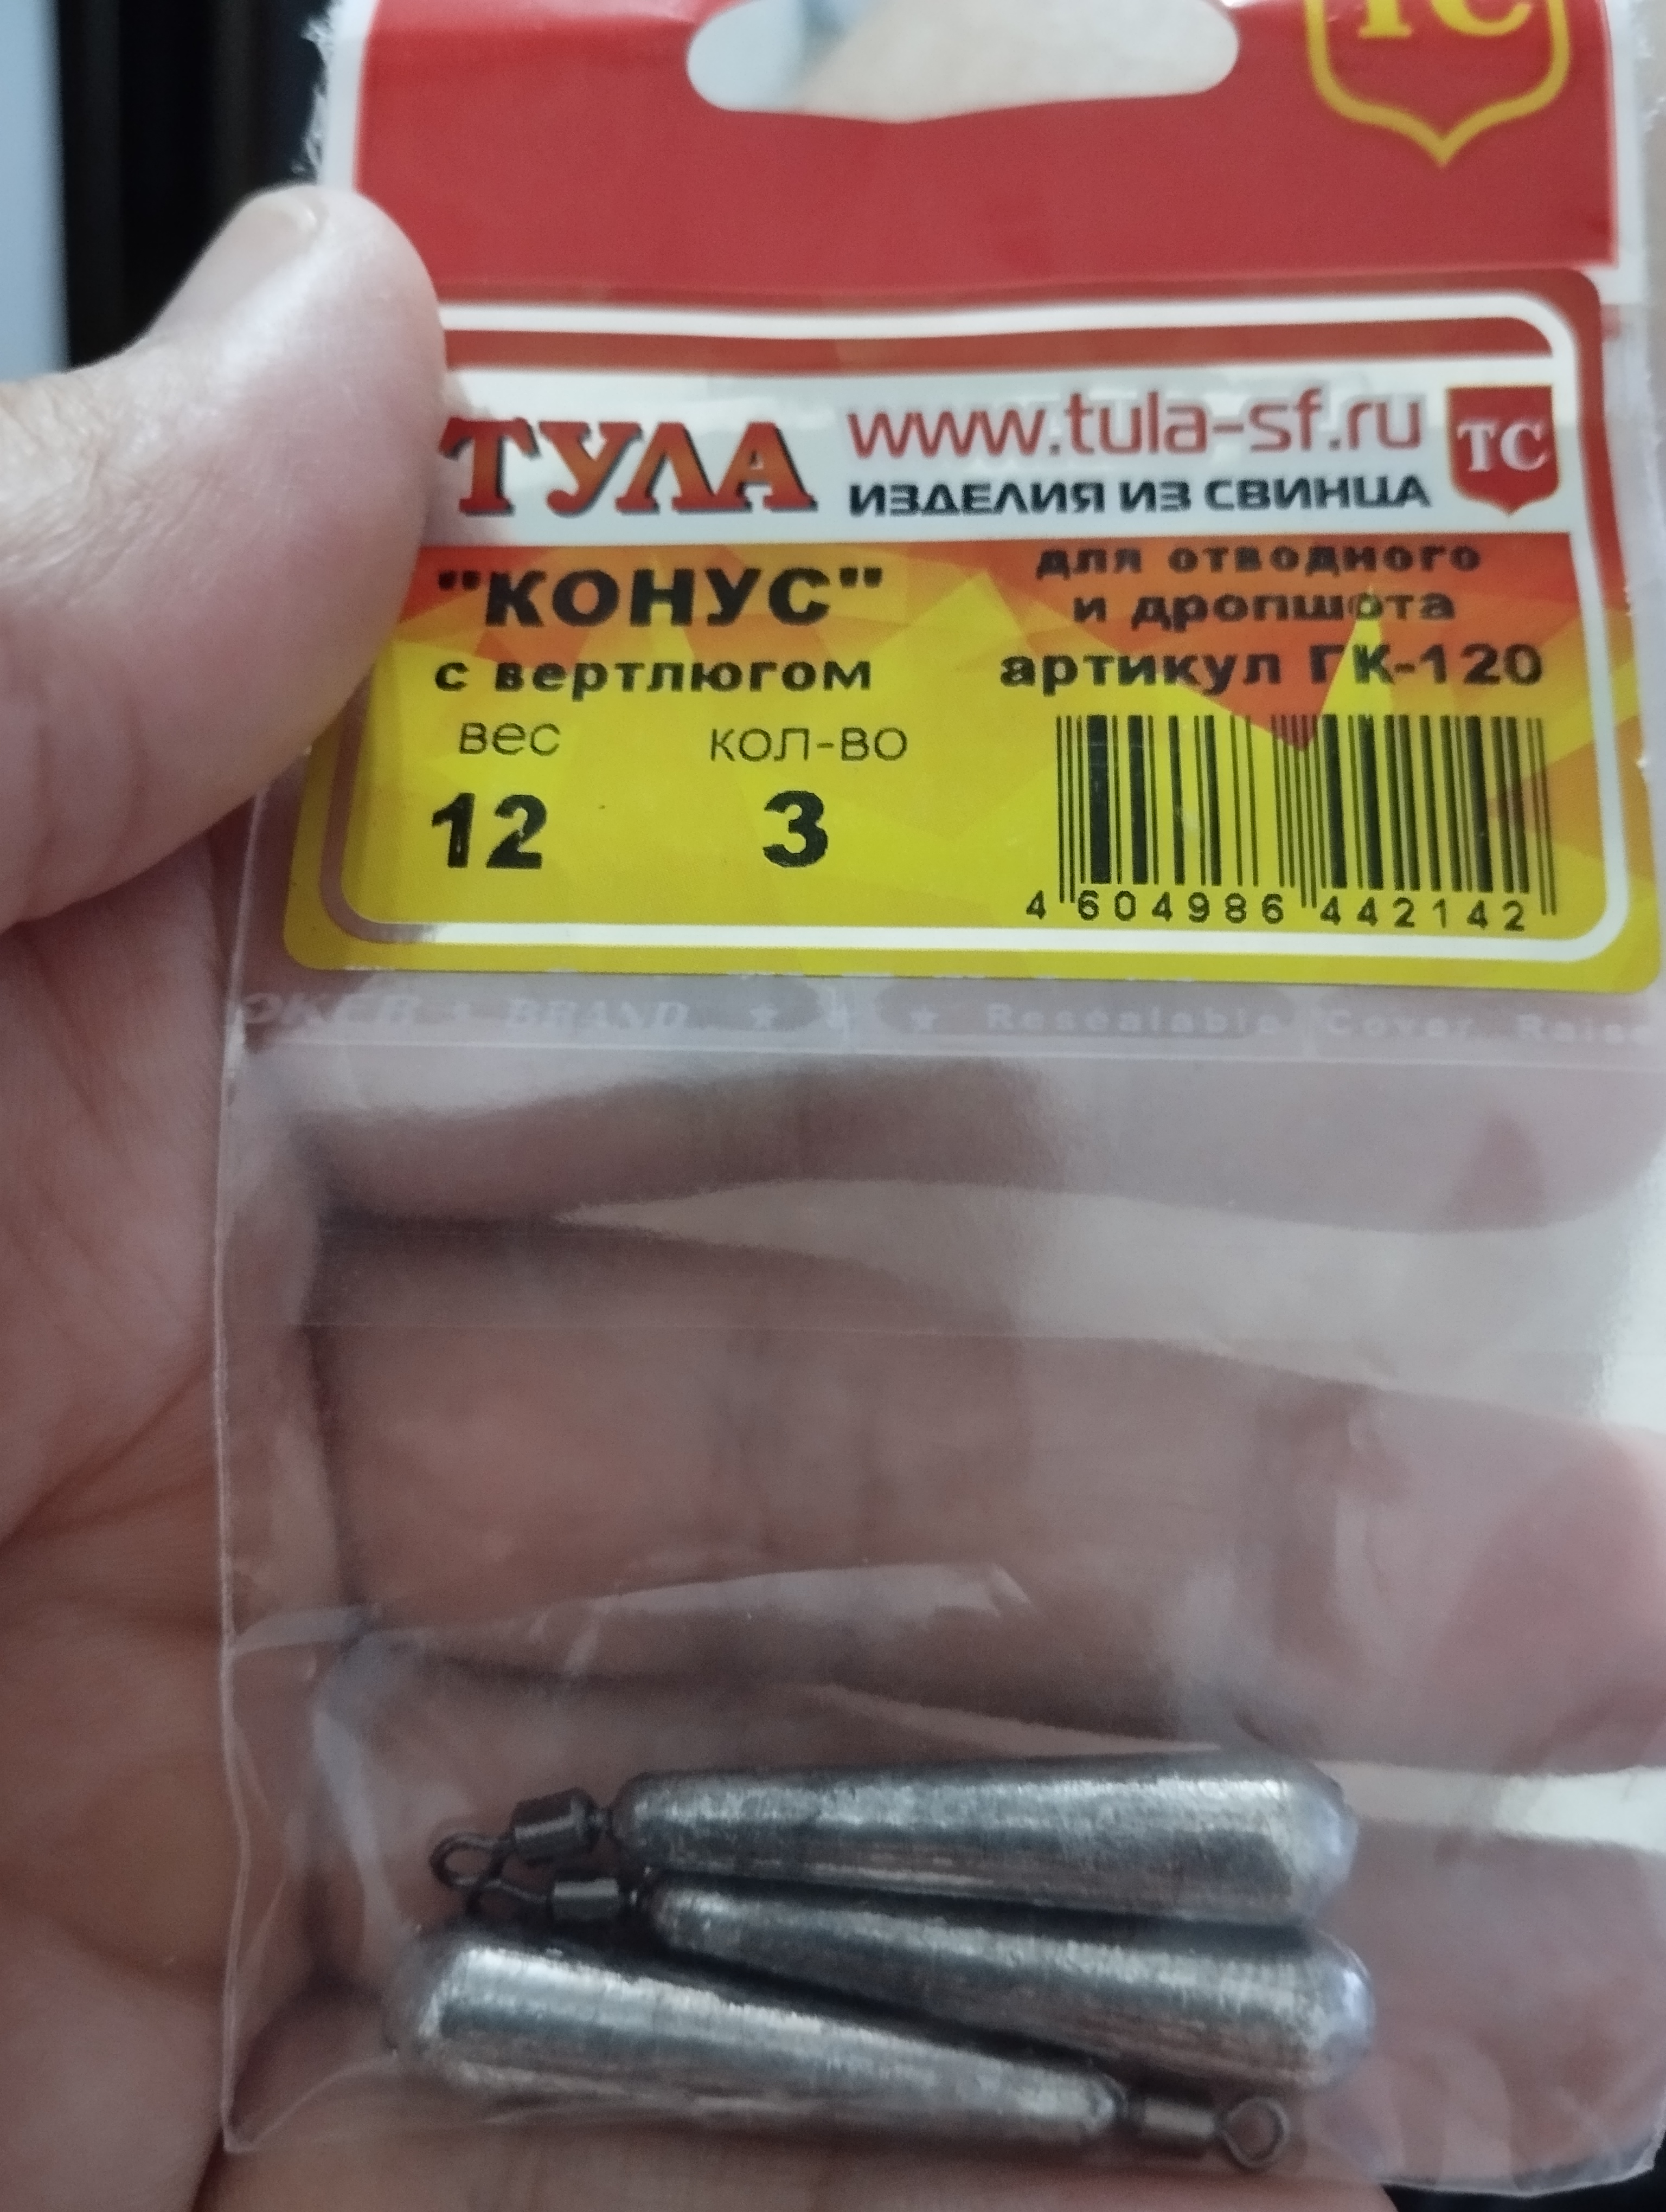 ТС
ТУЛА www.tula-sf.ru ТС
ИЗДЕЛИЯ ИЗ СВИНЦА
"КОНУС" для отводного
и дропшота
с вертлюгом артикул ГК-120
вес кол-во
12 3
4 604986 442142
BRAND Resealable Cover